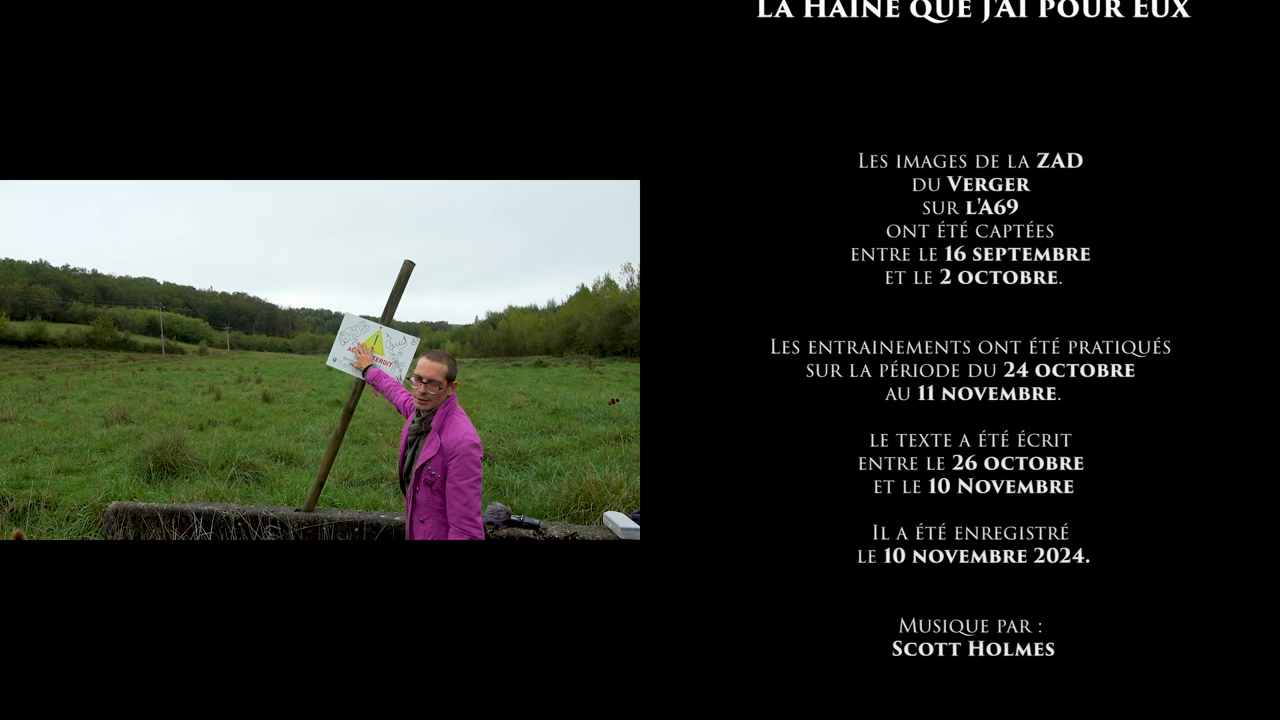 LA HAINE QUE J'AI POUR EUX
LES IMAGES DE LA ZAD
DU VERGER
SUR L'A69
ONT ÉTÉ CAPTÉES
ENTRE LE 16 SEPTEMBRE
ET LE 2 OCTOBRE.
LES ENTRAINEMENTS ONT ÉTÉ PRATIQUÉS
SUR LA PÉRIODE DU 24 OCTOBRE
AU 11 NOVEMBRE.
LE TEXTE A ÉTÉ ÉCRIT
ENTRE LE 26 OCTOBRE
ET LE 10 NOVEMBRE
IL A ÉTÉ ENREGISTRÉ
LE 10 NOVEMBRE 2024.
MUSIQUE PAR :
SCOTT HOLMES